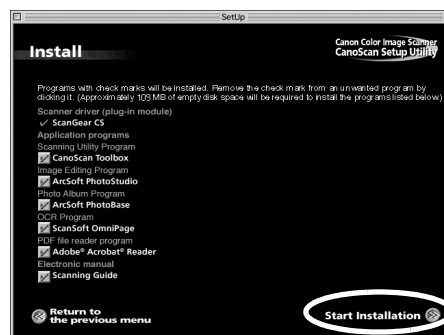 SetUp
Install
Canon Color Image Scanner
CanoScan Setup Utility
Programs with check marks will be installed. Remove the check mark from an unwanted program by
clicking it. (Approximately 109 MB of empty disk space will be required to install the programs listed below)
Scanner driver (plug-in module)
ScanGear CS
Application programs
Scanning Utility Program
CanoScan Toolbox
Image Editing Program
ArcSoft PhotoStudio
Photo Album Program
ArcSoft PhotoBase
OCR Program
ScanSoft OmniPage
PDF file reader program
Adobe® Acrobat® Reader
Electronic manual
Scanning Guide
Return to
the previous menu
Start Installation